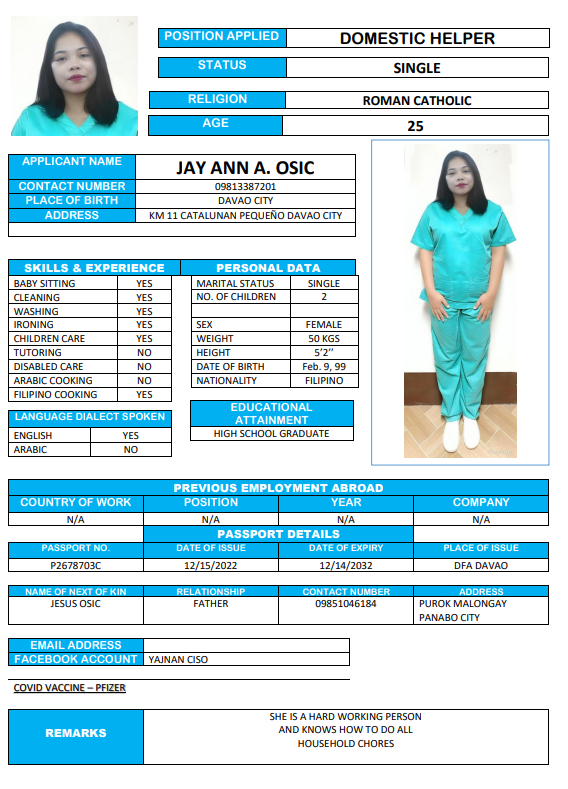 POSITION APPLIED DOMESTIC HELPER
STATUS SINGLE
RELIGION ROMAN CATHOLIC
AGE 25
APPLICANT NAME JAY ANN A. OSIC
CONTACT NUMBER 09813387201
PLACE OF BIRTH DAVAO CITY
ADDRESS KM 11 CATALUNAN PEQUEÑO DAVAO CITY
SKILLS & EXPERIENCE
BABY SITTING YES
CLEANING YES
WASHING YES
IRONING YES
CHILDREN CARE YES
TUTORING NO
DISABLED CARE NO
ARABIC COOKING NO
FILIPINO COOKING YES
LANGUAGE DIALECT SPOKEN
ENGLISH YES
ARABIC NO
PERSONAL DATA
MARITAL STATUS SINGLE
NO. OF CHILDREN 2
SEX FEMALE
WEIGHT 50 KGS
HEIGHT 5’2’’
DATE OF BIRTH Feb. 9, 99
NATIONALITY FILIPINO
EDUCATIONAL
ATTAINMENT
HIGH SCHOOL GRADUATE
PREVIOUS EMPLOYMENT ABROAD
COUNTRY OF WORK POSITION YEAR COMPANY
N/A N/A N/A N/A
PASSPORT DETAILS
PASSPORT NO. DATE OF ISSUE DATE OF EXPIRY PLACE OF ISSUE
P2678703C 12/15/2022 12/14/2032 DFA DAVAO
NAME OF NEXT OF KIN RELATIONSHIP CONTACT NUMBER ADDRESS
JESUS OSIC FATHER 09851046184 PUROK MALONGAY
PANABO CITY
EMAIL ADDRESS
FACEBOOK ACCOUNT YAJNAN CISO
COVID VACCINE – PFIZER
REMARKS
SHE IS A HARD WORKING PERSON
AND KNOWS HOW TO DO ALL
HOUSEHOLD CHORES